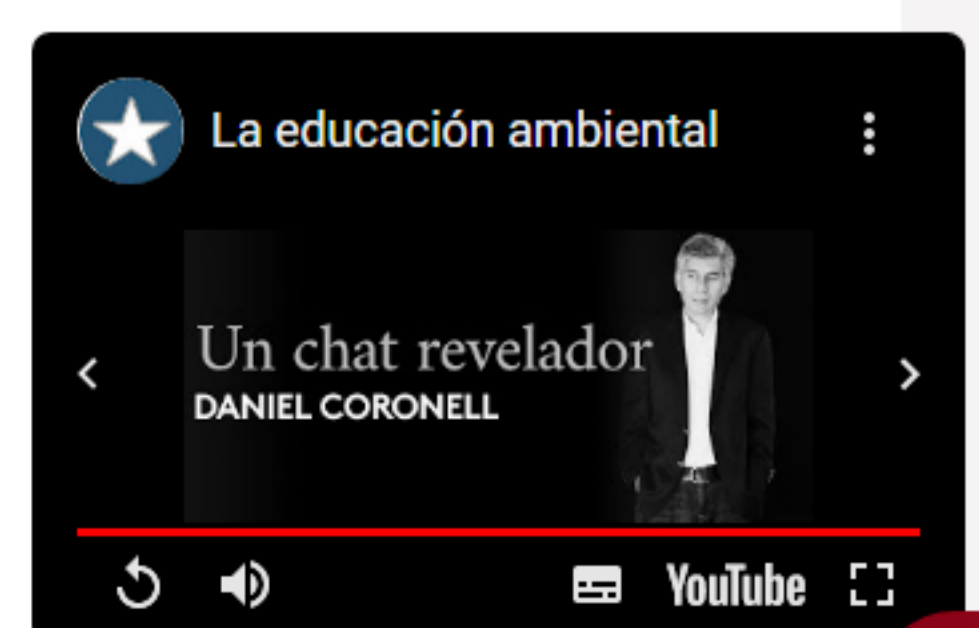 La educación ambiental
Un chat revelador
DANIEL CORONELL
YouTube